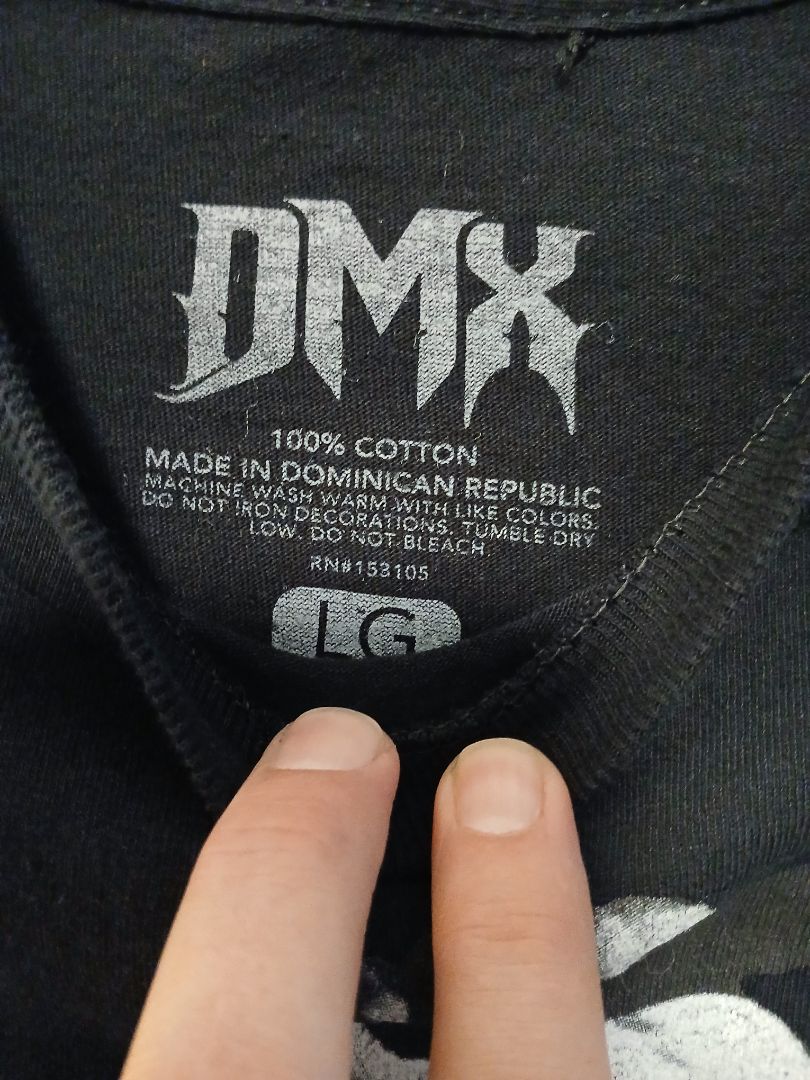 DMX
100% COTTON
MADE IN DOMINICAN REPUBLIC
MACHINE WASH WARM WITH LIKE COLORS.
DO NOT IRON DECORATIONS. TUMBLE DRY
LOW. DO NOT BLEACH
RN#153105
LG